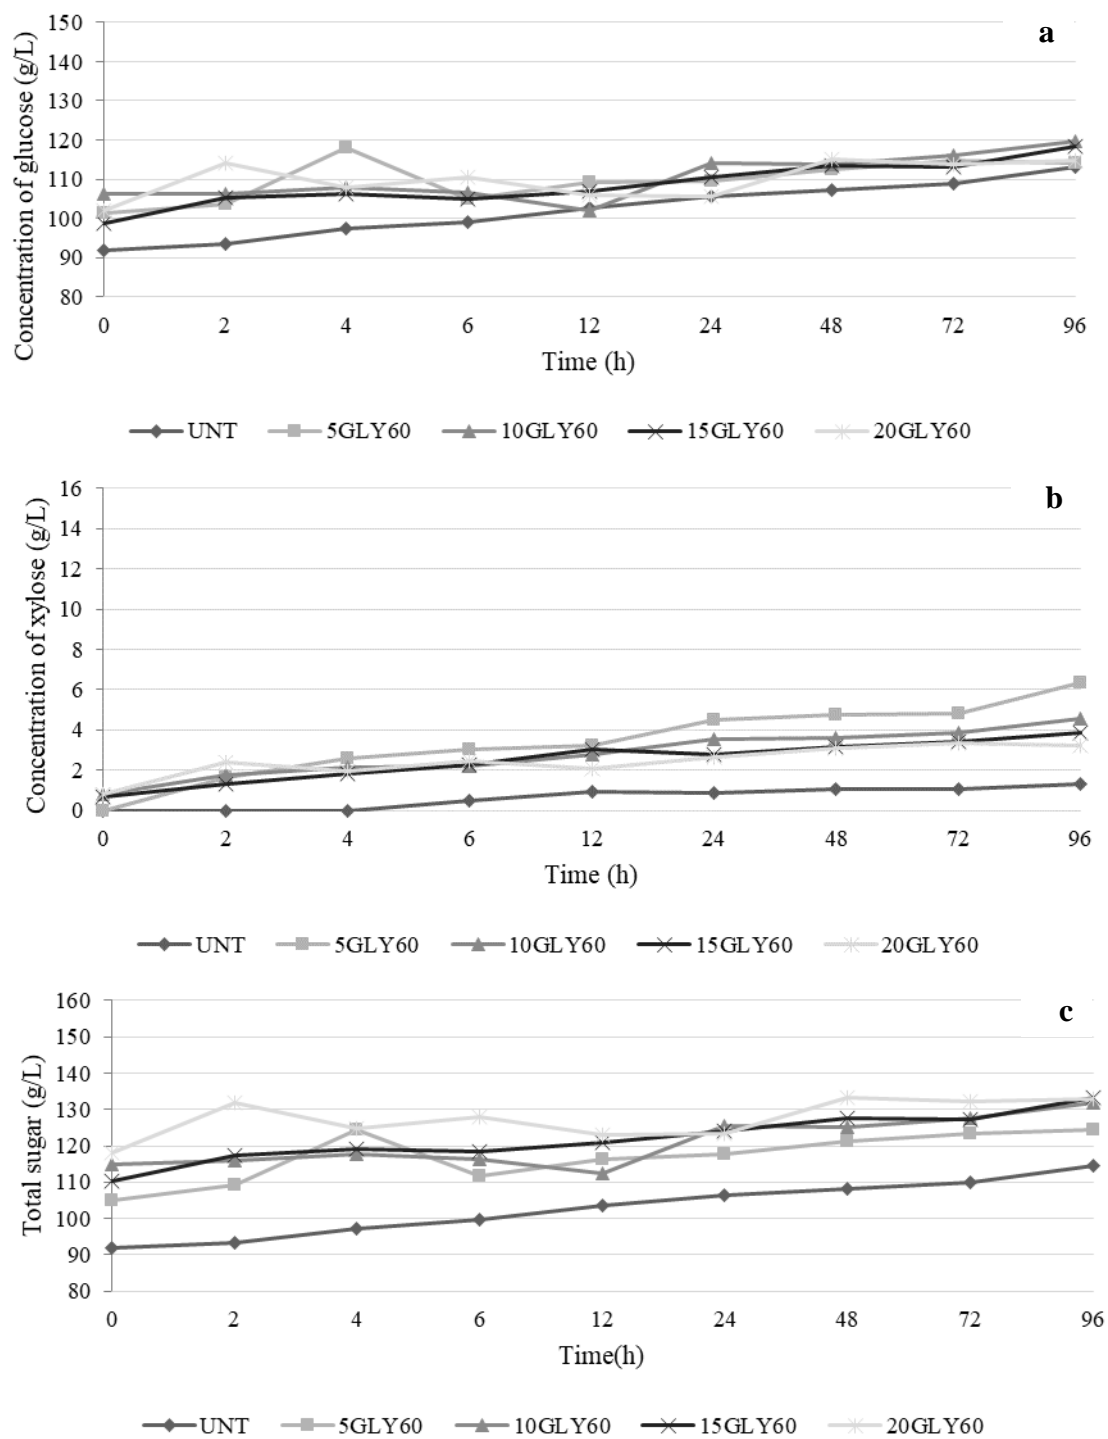 a
Concentration of glucose (g/L)
150
140
130
120
110
100
90
80
0 2 4 6 12 24 48 72 96
Time (h)
UNT 5GLY60 10GLY60 15GLY60 20GLY60
b
Concentration of xylose (g/L)
16
14
12
10
8
6
4
2
0
0 2 4 6 12 24 48 72 96
Time (h)
UNT 5GLY60 10GLY60 15GLY60 20GLY60
c
Total sugar (g/L)
160
150
140
130
120
110
100
90
80
0 2 4 6 12 24 48 72 96
Time(h)
UNT 5GLY60 10GLY60 15GLY60 20GLY60